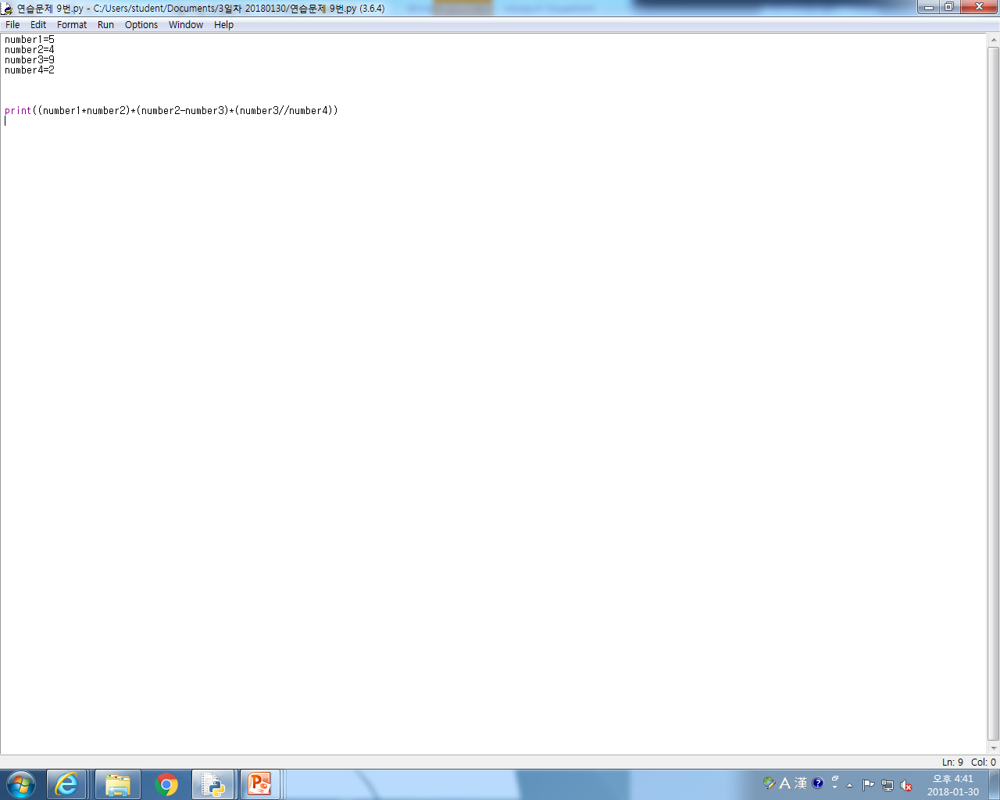 연습문제 9번.py - C:/Users/student/Documents/3일차 20180130/연습문제 9번.py (3.6.4)
File Edit Format Run Options Window Help
number1=5
number2=4
number3=9
number4=2
print((number1*number2)*(number2-number3)*(number3//number4))
Ln: 9 Col: 0
A 漢
오후 4:41
2018-01-30